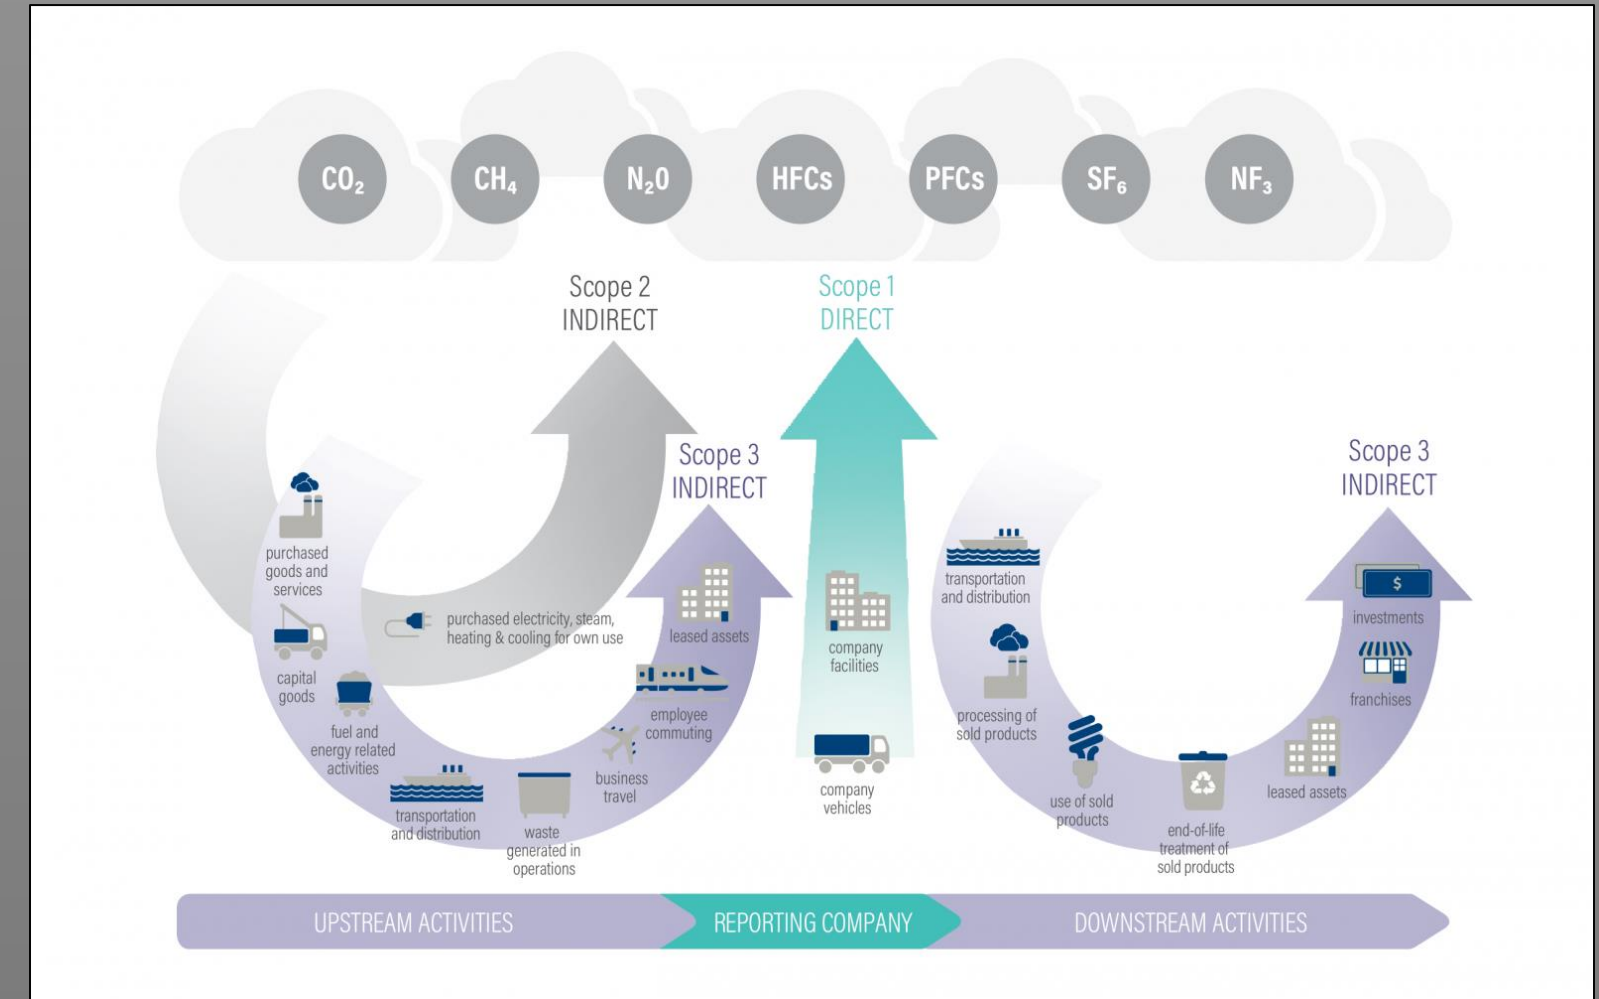 CO₂ CH₄ N₂O HFCs PFCs SF₆ NF₃
Scope 2
INDIRECT
Scope 1
DIRECT
Scope 3
INDIRECT
Scope 3
INDIRECT
purchased
goods and
services
capital
goods
fuel and
energy related
activities
purchased electricity, steam,
heating & cooling for own use
transportation
and distribution
waste
generated in
operations
business
travel
employee
commuting
leased assets
company
facilities
company
vehicles
transportation
and distribution
processing of
sold products
use of sold
products
end-of-life
treatment of
sold products
leased assets
franchises
$
investments
UPSTREAM ACTIVITIES
REPORTING COMPANY
DOWNSTREAM ACTIVITIES